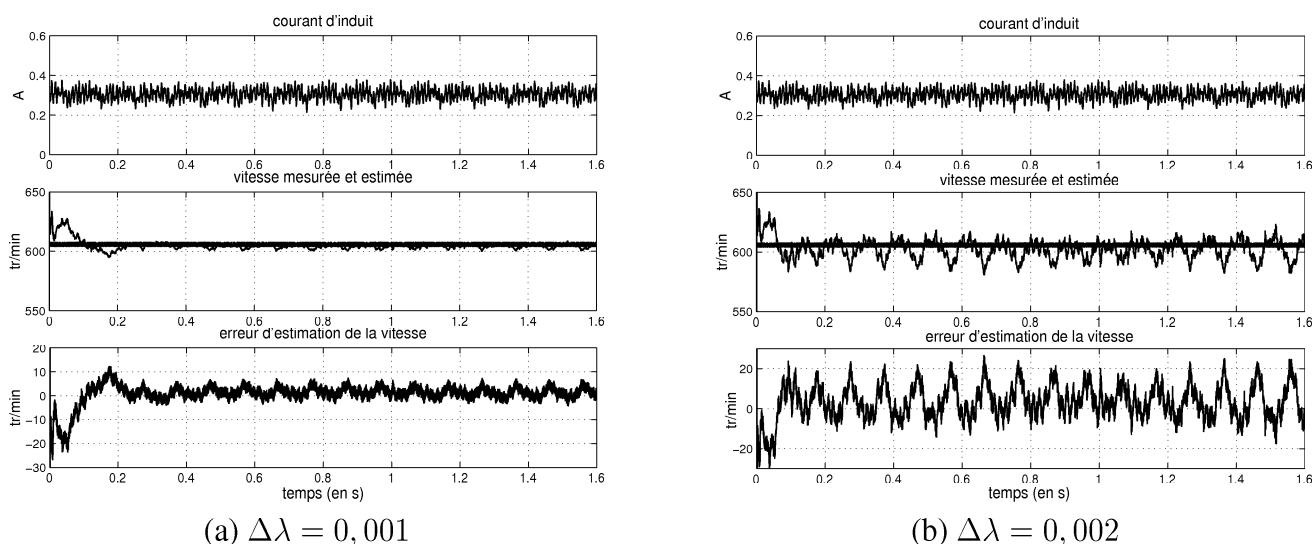 courant d'induit
0.6
0.4
0.2
0
A
0 0.2 0.4 0.6 0.8 1 1.2 1.4 1.6
vitesse mesurée et estimée
650
600
550
tr/min
0 0.2 0.4 0.6 0.8 1 1.2 1.4 1.6
erreur d'estimation de la vitesse
20
10
0
−10
−20
−30
tr/min
0 0.2 0.4 0.6 0.8 1 1.2 1.4 1.6
temps (en s)
(a) Δλ = 0, 001
courant d'induit
0.6
0.4
0.2
0
A
0 0.2 0.4 0.6 0.8 1 1.2 1.4 1.6
vitesse mesurée et estimée
650
600
550
tr/min
0 0.2 0.4 0.6 0.8 1 1.2 1.4 1.6
erreur d'estimation de la vitesse
20
0
−20
tr/min
0 0.2 0.4 0.6 0.8 1 1.2 1.4 1.6
temps (en s)
(b) Δλ = 0, 002